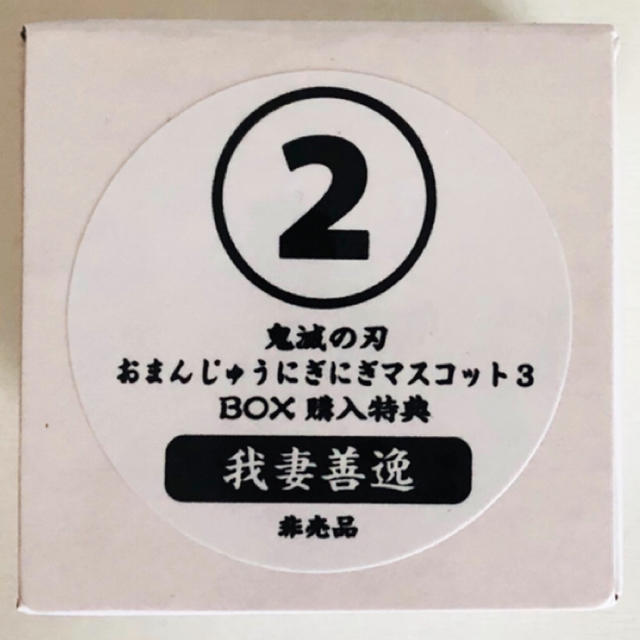 ②
鬼滅の刃
おまんじゅうにぎにぎマスコット3
BOX 購入特典
我妻善逸
非売品